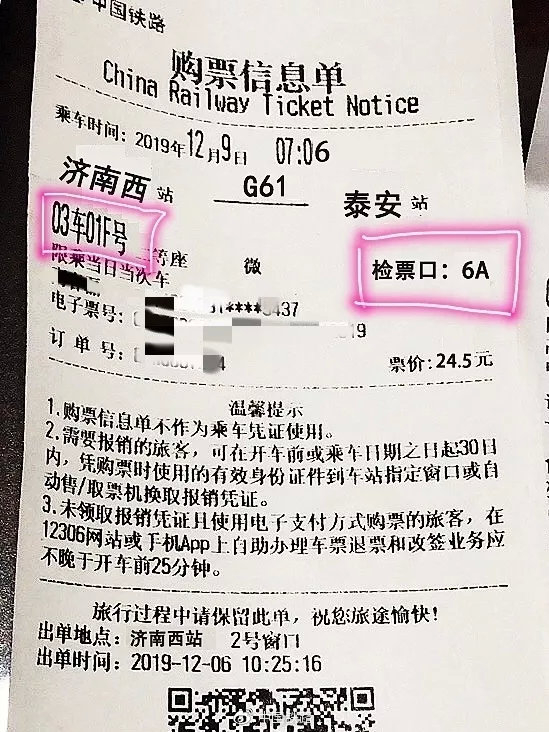 中国铁路
购票信息单
China Railway Ticket Notice
乘车时间：2019年12月9日 07:06
济南西 站 G61 泰安 站
03车01F号 二等座 微 检票口：6A
限乘当日当次车
电子票号： 31****3437
订单号： 票价：24.5元
温馨提示
1.购票信息单不作为乘车凭证使用。
2.需要报销的旅客，可在开车前或乘车日期之日起30日
内，凭购票时使用的有效身份证件到车站指定窗口或自
动售/取票机换取报销凭证。
3.未领取报销凭证且使用电子支付方式购票的旅客，在
12306网站或手机App上自助办理车票退票和改签业务应
不晚于开车前25分钟。
旅行过程中请保留此单，祝您旅途愉快！
出单地点：济南西站 2号窗口
出单时间：2019-12-06 10:25:16